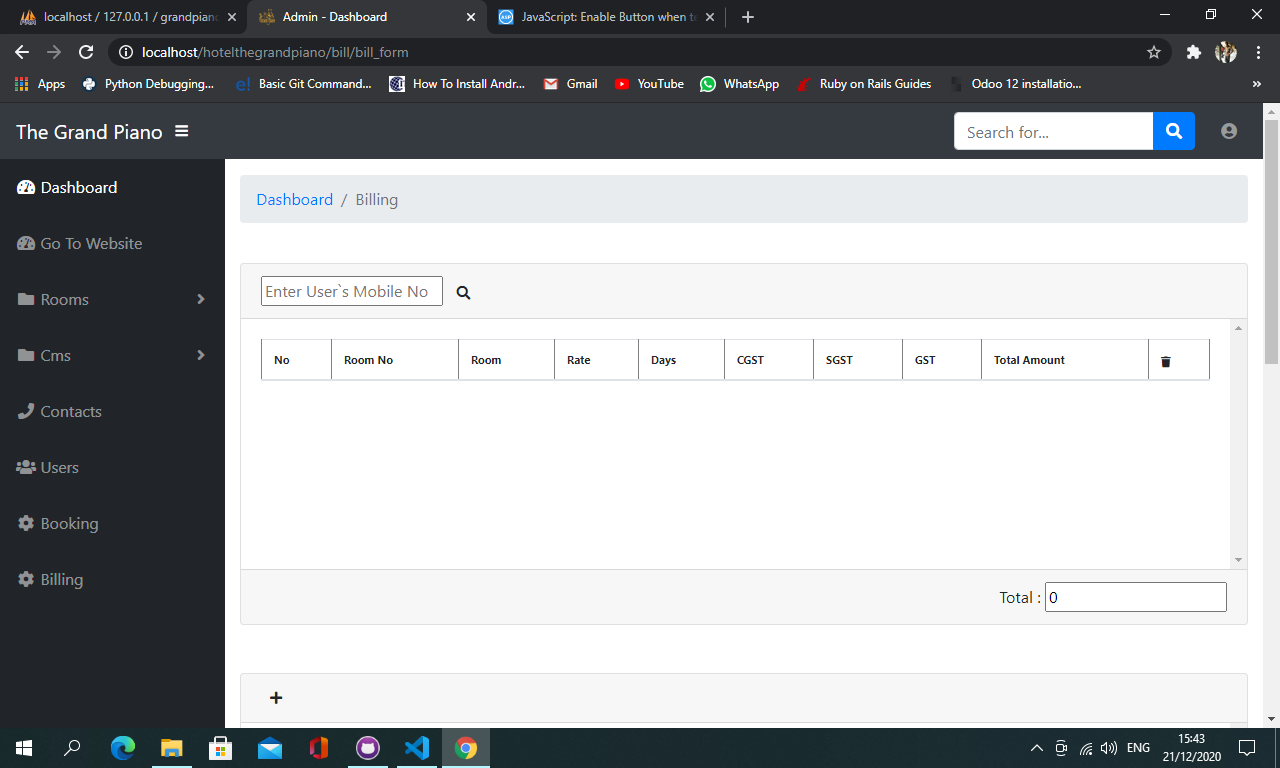 localhost / 127.0.0.1 / grandpiano
Admin - Dashboard
ASP
JavaScript: Enable Button when te
localhost/hotelthegrandpiano/bill/bill_form
Apps
Python Debugging...
e!
Basic Git Command...
How To Install Andr...
Gmail
YouTube
WhatsApp
Ruby on Rails Guides
Odoo 12 installatio...
»
The Grand Piano
Search for...
Dashboard
Go To Website
Rooms
Cms
Contacts
Users
Booking
Billing
Dashboard / Billing
Enter User`s Mobile No
No Room No Room Rate Days CGST SGST GST Total Amount
Total : 0
ENG
15:43
21/12/2020